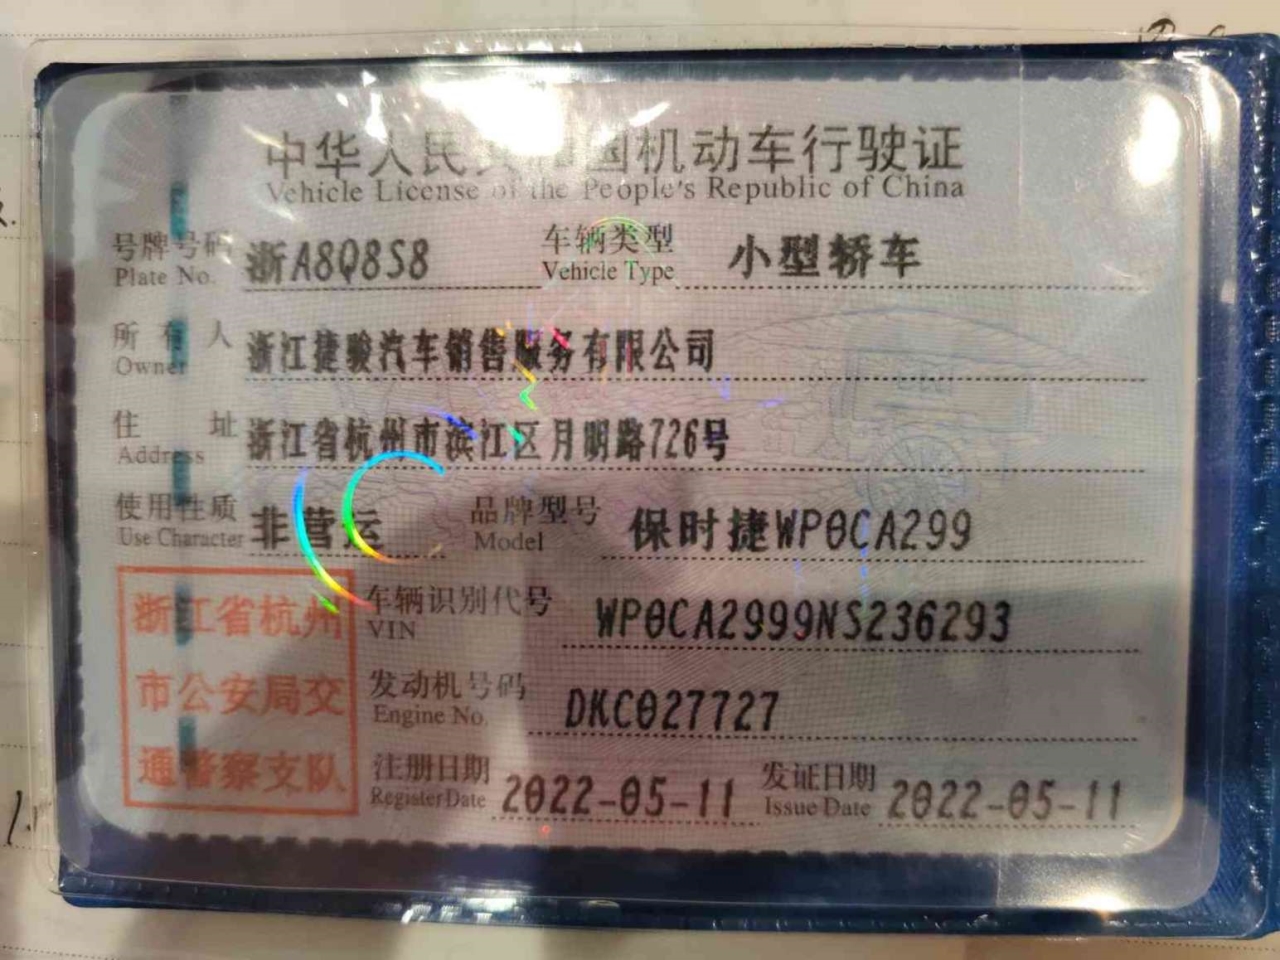 中华人民共和国机动车行驶证
Vehicle License of the People's Republic of China
号牌号码 浙A8Q8S8 车辆类型 小型轿车
Plate No. Vehicle Type
所有人 浙江捷骏汽车销售服务有限公司
Owner
住址 浙江省杭州市滨江区月明路726号
Address
使用性质 非营运 品牌型号 保时捷WP0CA299
Use Character Model
浙江省杭州
市公安局交
通警察支队
车辆识别代号 WP0CA2999NS236293
VIN
发动机号码 DKC027727
Engine No.
注册日期 2022-05-11 发证日期 2022-05-11
Register Date Issue Date